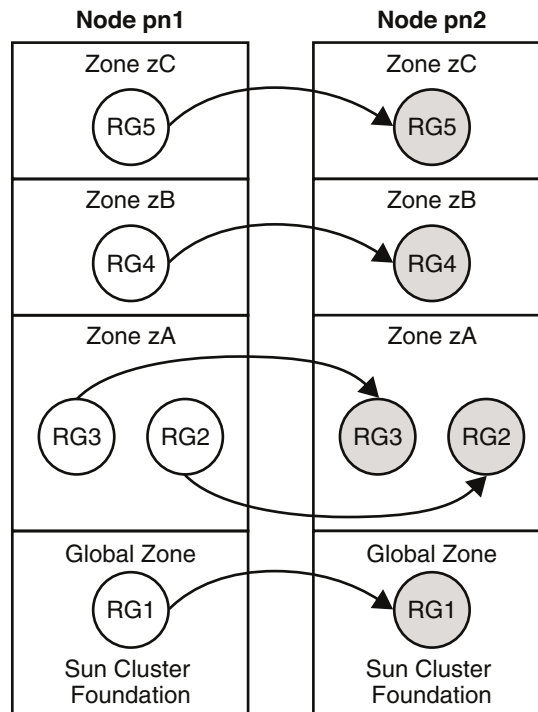 Node pn1
Node pn2
Zone zC
RG5
Zone zC
RG5
Zone zB
RG4
Zone zB
RG4
Zone zA
RG3
RG2
Zone zA
RG3
RG2
Global Zone
RG1
Sun Cluster
Foundation
Global Zone
RG1
Sun Cluster
Foundation